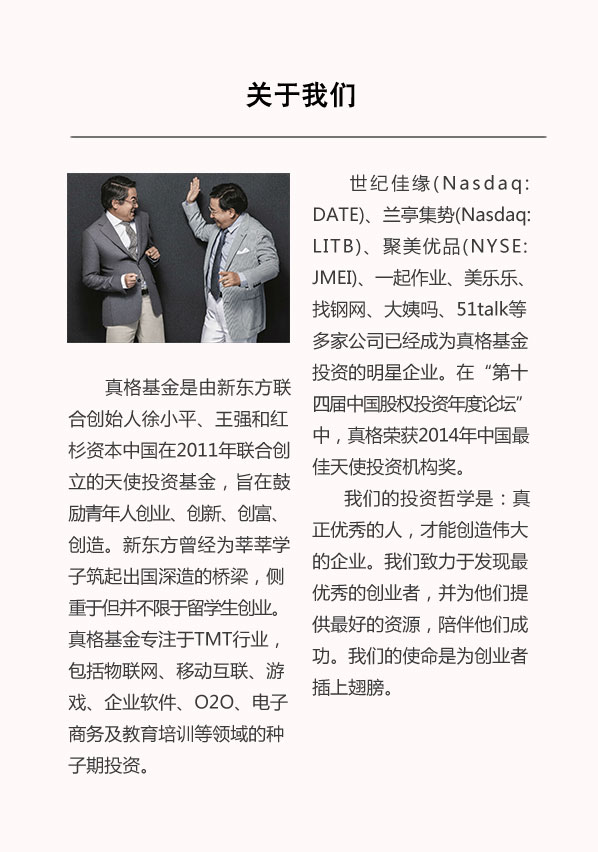 关于我们
真格基金是由新东方联
合创始人徐小平、王强和红
杉资本中国在2011年联合创
立的天使投资基金，旨在鼓
励青年人创业、创新、创富、
创造。新东方曾经为莘莘学
子筑起出国深造的桥梁，侧
重于但并不限于留学生创业。
真格基金专注于TMT行业，
包括物联网、移动互联、游
戏、企业软件、O2O、电子
商务及教育培训等领域的种
子期投资。
世纪佳缘(Nasdaq:
DATE)、兰亭集势(Nasdaq:
LITB)、聚美优品(NYSE:
JMEI)、一起作业、美乐乐、
找钢网、大姨吗、51talk等
多家公司已经成为真格基金
投资的明星企业。在“第十
四届中国股权投资年度论坛”
中，真格荣获2014年中国最
佳天使投资机构奖。
我们的投资哲学是：真
正优秀的人，才能创造伟大
的企业。我们致力于发现最
优秀的创业者，并为他们提
供最好的资源，陪伴他们成
功。我们的使命是为创业者
插上翅膀。